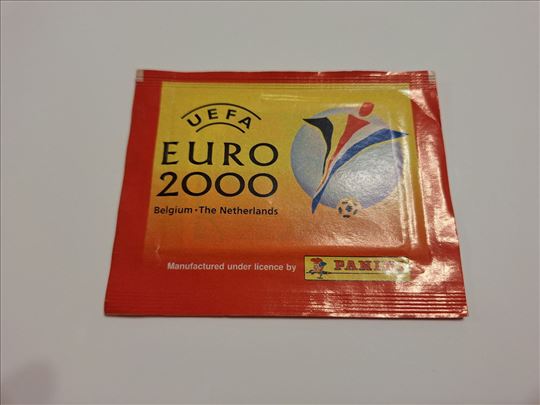 UEFA
EURO
2000
Belgium · The Netherlands
Manufactured under licence by PANINI